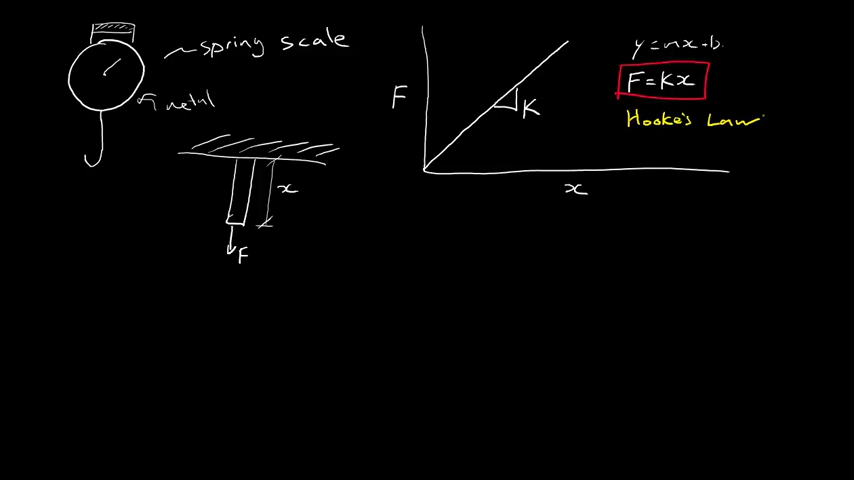 spring scale
metal
x
F
F
K
x
y=mx+b
F=Kx
Hooke's Law